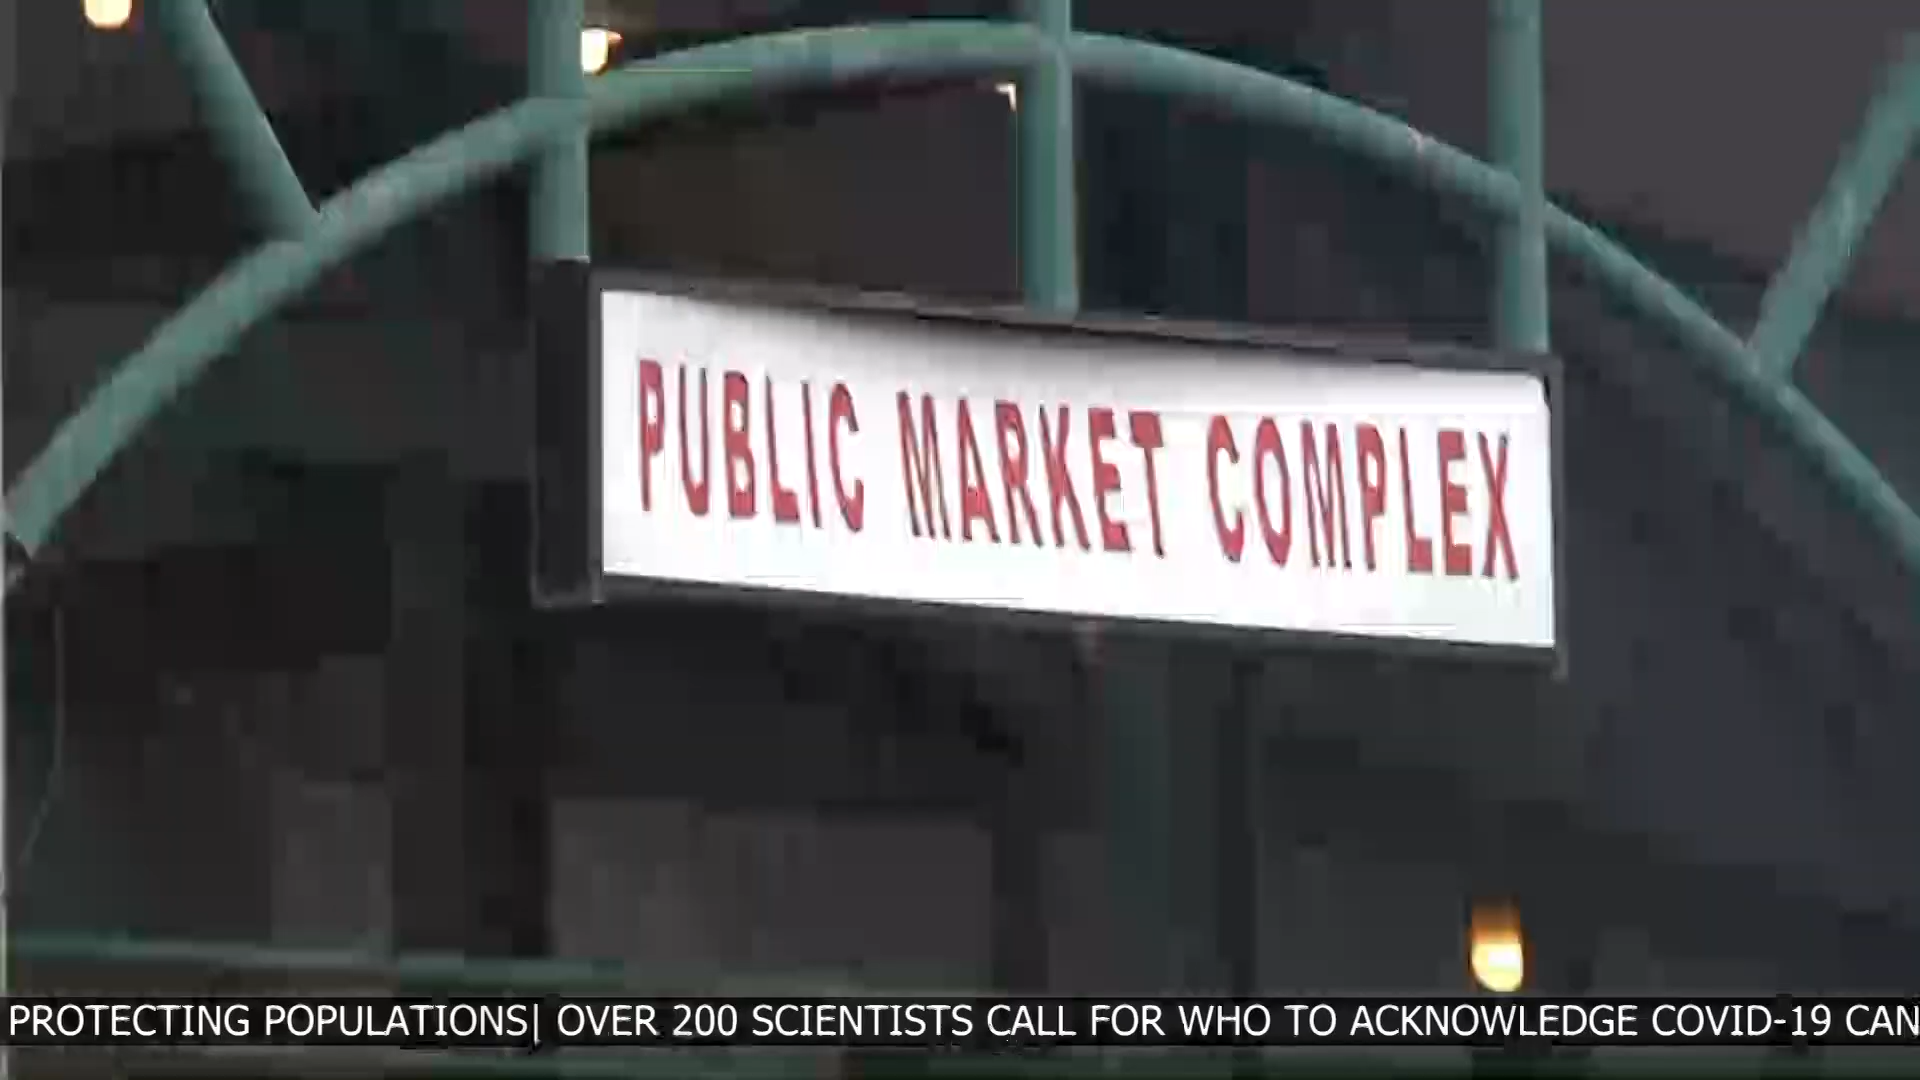 PUBLIC MARKET COMPLEX
PROTECTING POPULATIONS| OVER 200 SCIENTISTS CALL FOR WHO TO ACKNOWLEDGE COVID-19 CAN